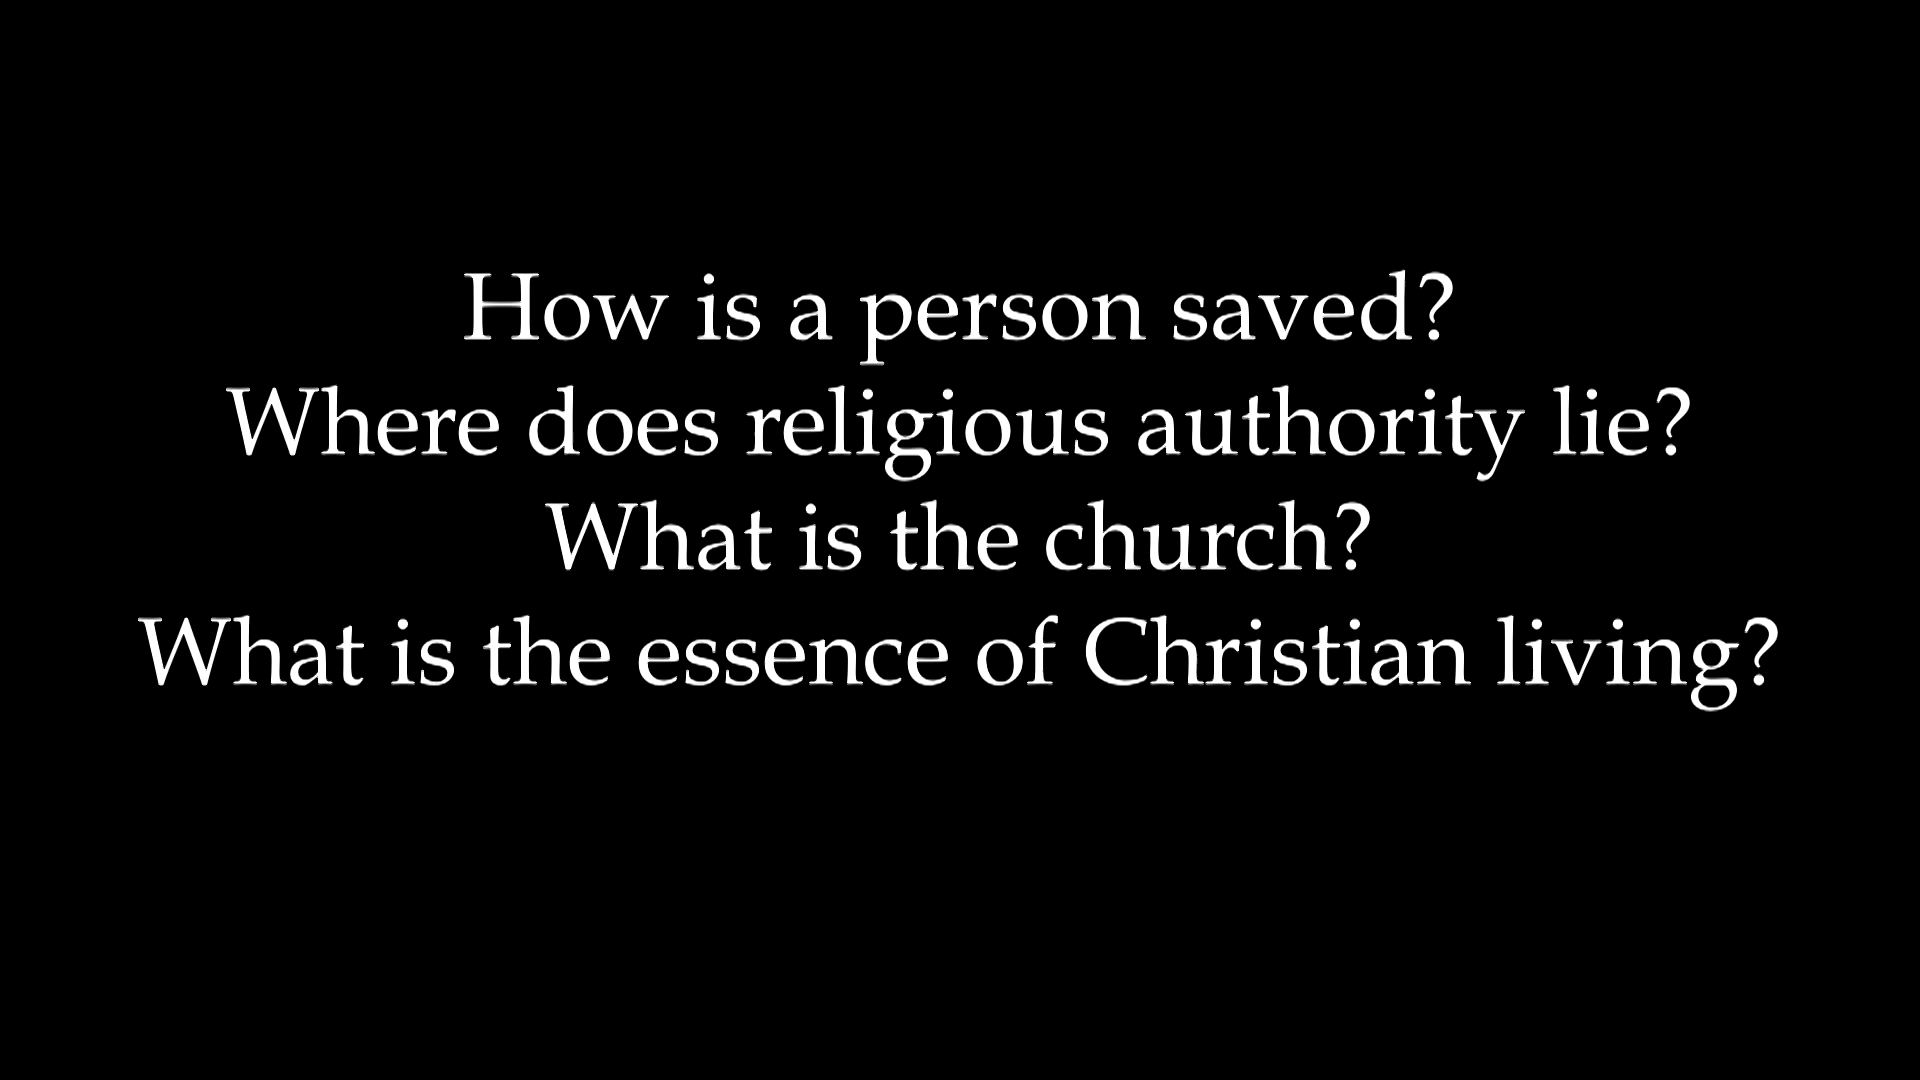 How is a person saved?
Where does religious authority lie?
What is the church?
What is the essence of Christian living?